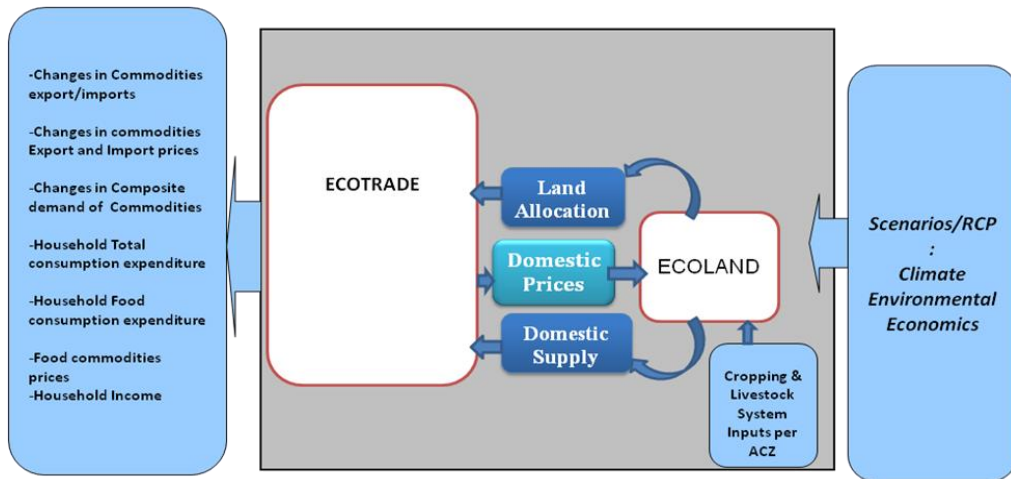 -Changes in Commodities
export/imports
-Changes in commodities
Export and Import prices
-Changes in Composite
demand of Commodities
-Household Total
consumption expenditure
-Household Food
consumption expenditure
-Food commodities
prices
-Household Income
ECOTRADE
Land
Allocation
Domestic
Prices
Domestic
Supply
ECOLAND
Cropping &
Livestock
System
Inputs per
ACZ
Scenarios/RCP
:
Climate
Environmental
Economics